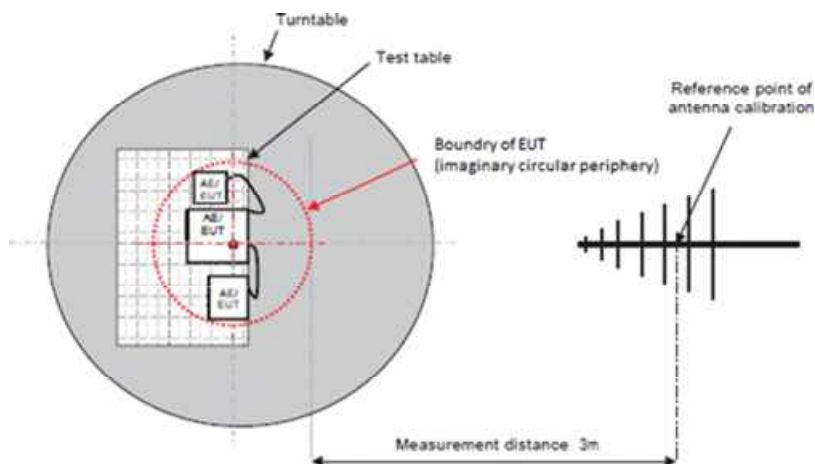 Turntable
Test table
Reference point of
antenna calibration
Boundry of EUT
(imaginary circular periphery)
AE/
EUT
AE/
EUT
AE/
EUT
Measurement distance 3m